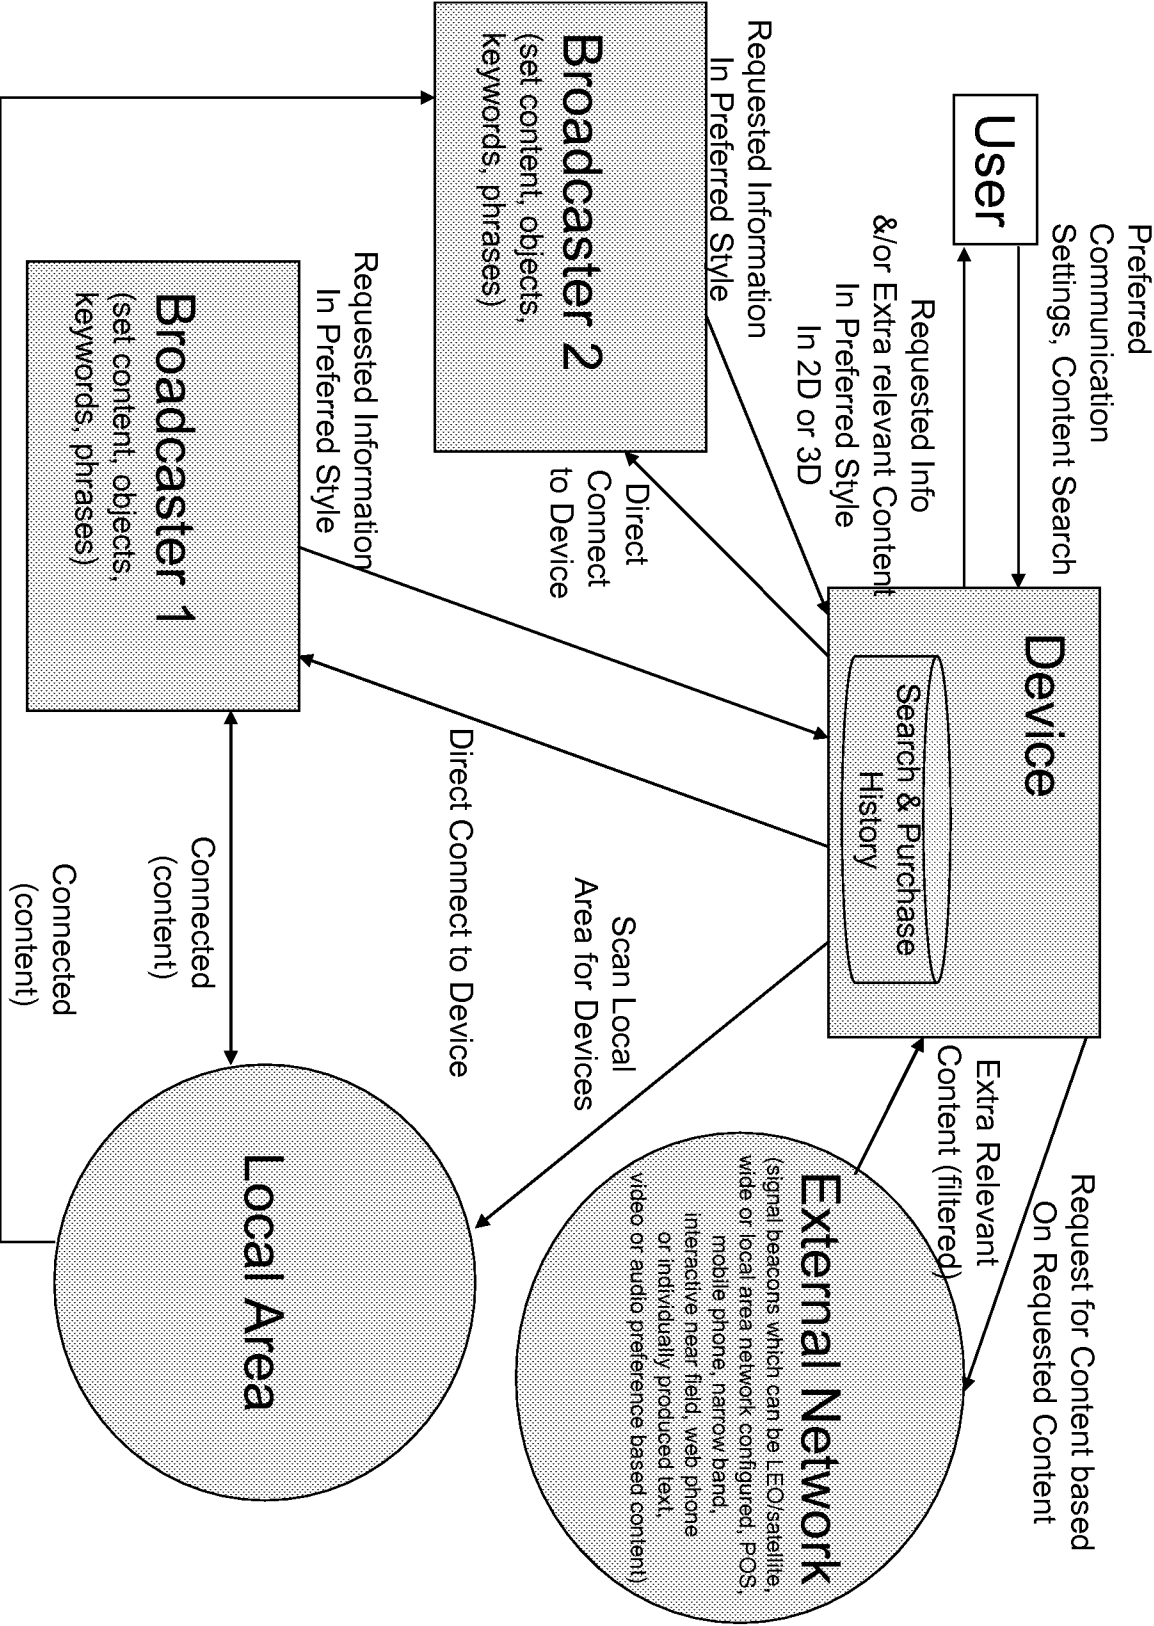 Preferred
Communication
Settings, Content Search
User
Requested Info
&/or Extra relevant Content
In Preferred Style
In 2D or 3D
Device
Search & Purchase
History
Request for Content based
On Requested Content
Extra Relevant
Content (filtered)
External Network
(signal beacons which can be LEO/satellite,
wide or local area network configured, POS,
mobile phone, narrow band,
interactive near field, web phone
or individually produced text,
video or audio preference based content)
Requested Information
In Preferred Style
Broadcaster 2
(set content, objects,
keywords, phrases)
Direct
Connect
to Device
Scan Local
Area for Devices
Direct Connect to Device
Requested Information
In Preferred Style
Broadcaster 1
(set content, objects,
keywords, phrases)
Connected
(content)
Local Area
Connected
(content)